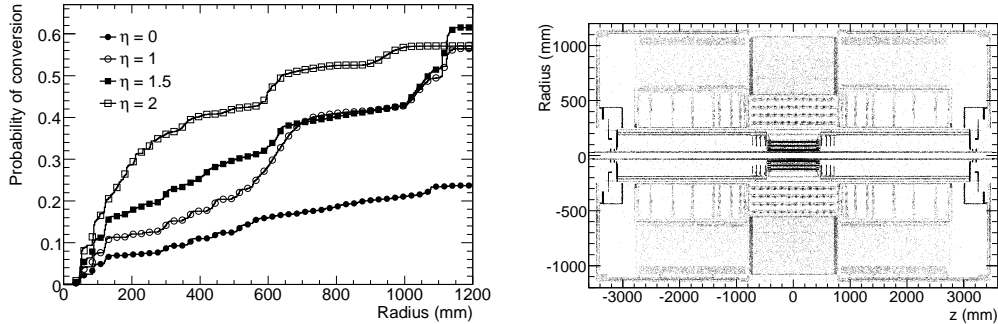 Probability of conversion
0.6
0.5
0.4
0.3
0.2
0.1
0
η = 0
η = 1
η = 1.5
η = 2
0 200 400 600 800 1000 1200
Radius (mm)
Radius (mm)
1000
500
0
-500
-1000
-3000 -2000 -1000 0 1000 2000 3000
z (mm)